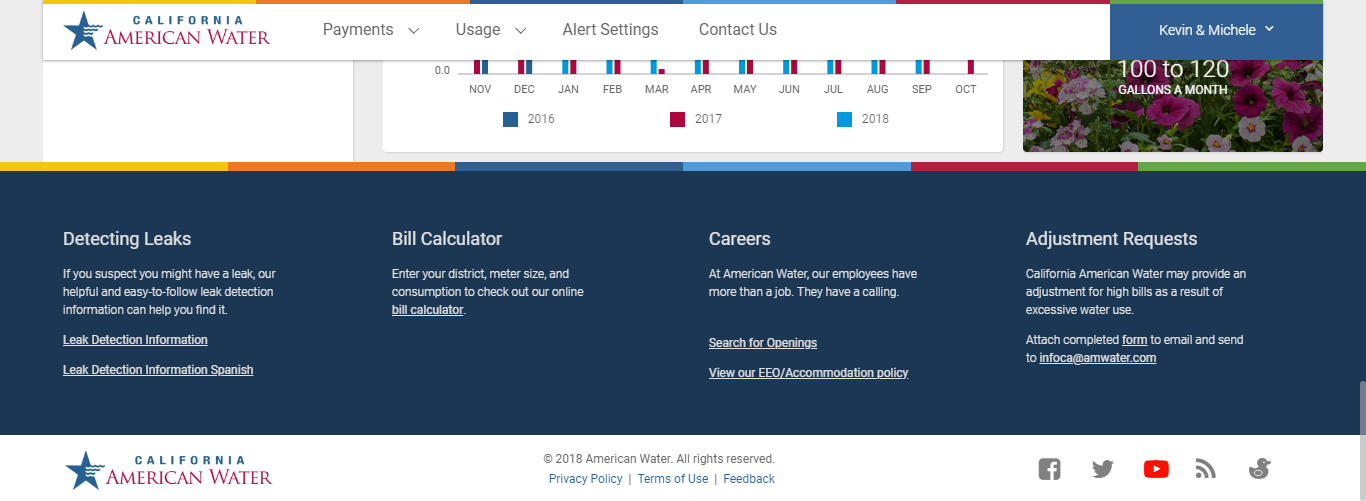 CALIFORNIA
AMERICAN WATER
Payments
Usage
Alert Settings
Contact Us
Kevin & Michele
0.0
NOV DEC JAN FEB MAR APR MAY JUN JUL AUG SEP OCT
2016
2017
2018
100 to 120
GALLONS A MONTH
Detecting Leaks
If you suspect you might have a leak, our
helpful and easy-to-follow leak detection
information can help you find it.
Leak Detection Information
Leak Detection Information Spanish
Bill Calculator
Enter your district, meter size, and
consumption to check out our online
bill calculator.
Careers
At American Water, our employees have
more than a job. They have a calling.
Search for Openings
View our EEO/Accommodation policy
Adjustment Requests
California American Water may provide an
adjustment for high bills as a result of
excessive water use.
Attach completed form to email and send
to infoca@amwater.com
CALIFORNIA
AMERICAN WATER
© 2018 American Water. All rights reserved.
Privacy Policy | Terms of Use | Feedback